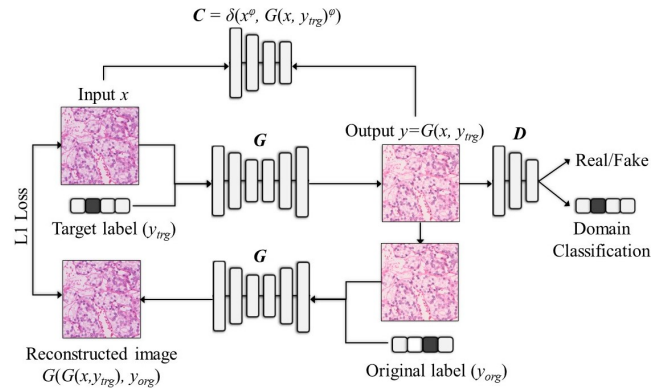 C = δ(x^φ, G(x, y_trg)^φ)
Input x
Output y=G(x, y_trg)
G
D
Real/Fake
L1 Loss
Target label (y_trg)
Domain
Classification
G
Reconstructed image
G(G(x,y_trg), y_org)
Original label (y_org)